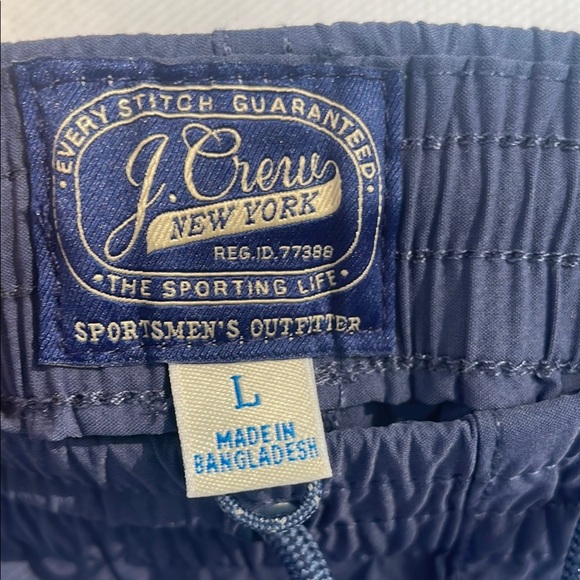 · EVERY STITCH GUARANTEED. ·
J.Crew
NEW YORK
REG.ID.77388
THE SPORTING LIFE
SPORTSMEN'S OUTFITTER
L
MADE IN
BANGLADESH